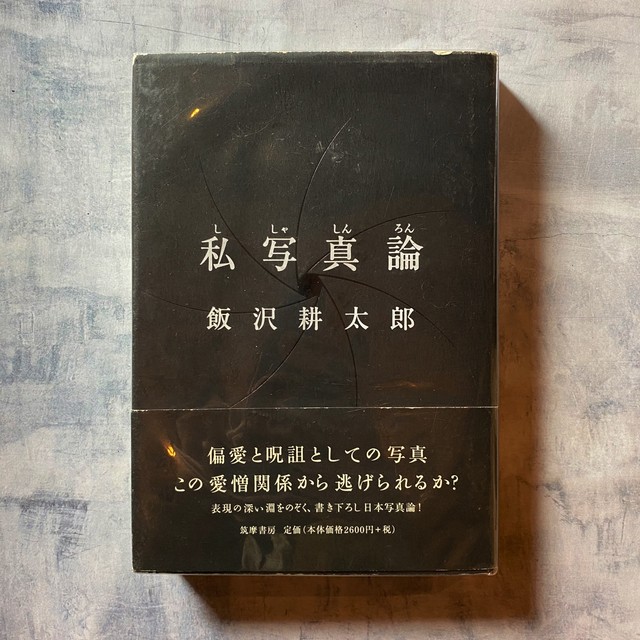 し しゃ しん ろん
私写真論
飯沢耕太郎
偏愛と呪詛としての写真
この愛憎関係から逃げられるか?
表現の深い淵をのぞく、書き下ろし日本写真論!
筑摩書房 定価(本体価格2600円+税)